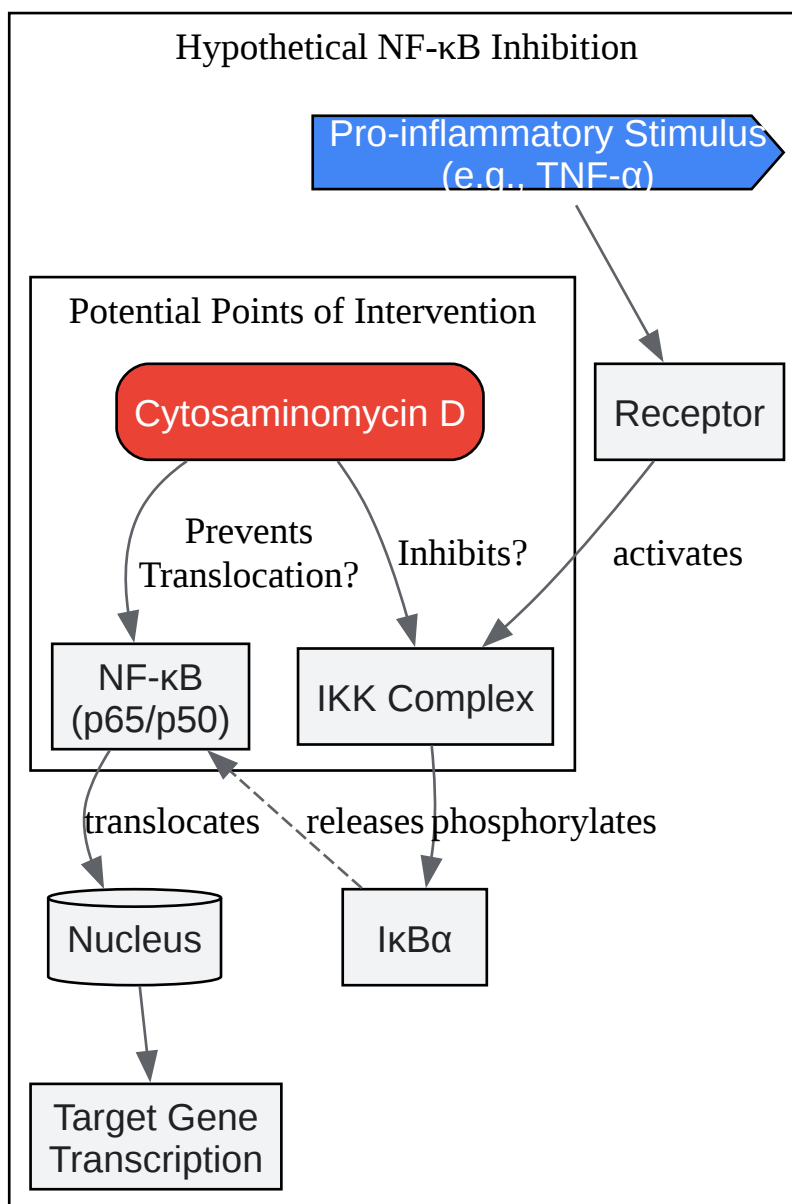 Hypothetical NF-κB Inhibition
Pro-inflammatory Stimulus
(e.g., TNF-α)
Potential Points of Intervention
Cytosaminomycin D
Receptor
Prevents
Translocation?
Inhibits?
activates
NF-κB
(p65/p50)
IKK Complex
translocates
releases
phosphorylates
Nucleus
IκBα
Target Gene
Transcription